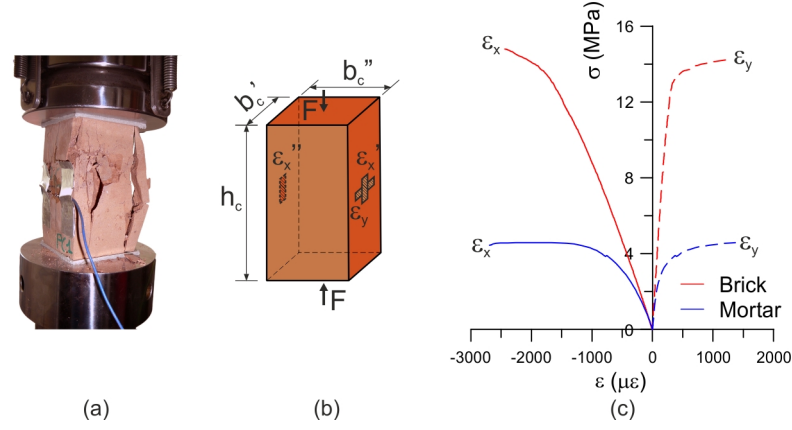 b_c'
b_c"
F
ε_x"
ε_x'
ε_y
h_c
F
σ (MPa)
16
12
8
4
0
ε_x
ε_y
ε_x
ε_y
Brick
Mortar
-3000 -2000 -1000 0 1000 2000
ε (με)
(a) (b) (c)